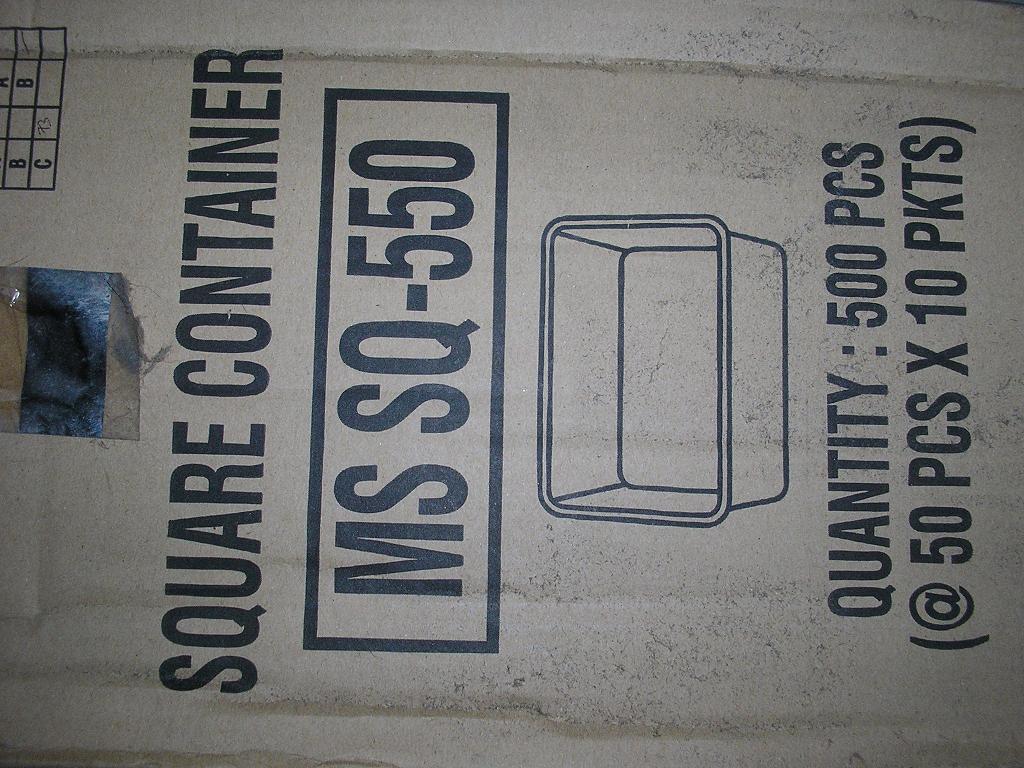 SQUARE CONTAINER
MS SQ-550
QUANTITY : 500 PCS
(@ 50 PCS X 10 PKTS)
B B
C